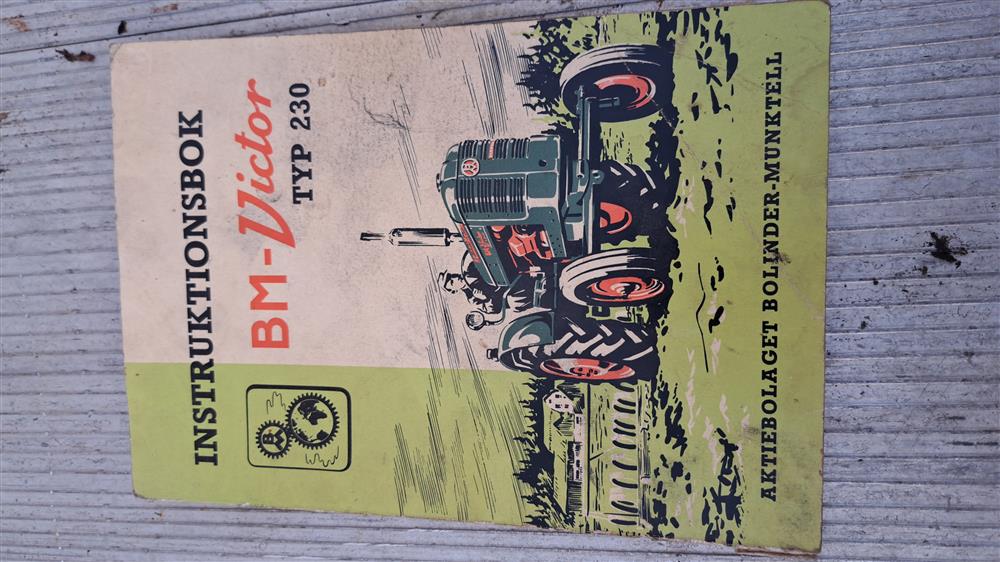 INSTRUKTIONSBOK
BM-Victor
TYP 230
AKTIEBOLAGET BOLINDER-MUNKTELL